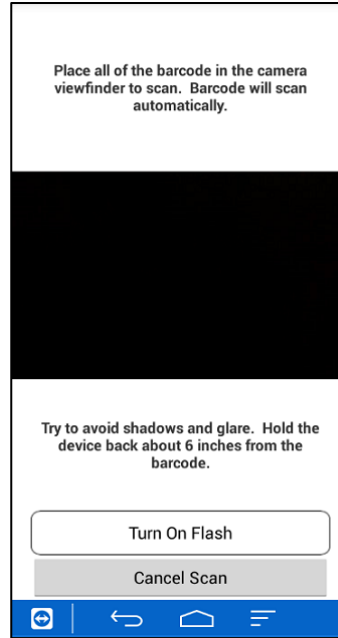 Place all of the barcode in the camera
viewfinder to scan.  Barcode will scan
automatically.
Try to avoid shadows and glare.  Hold the
device back about 6 inches from the
barcode.
Turn On Flash
Cancel Scan